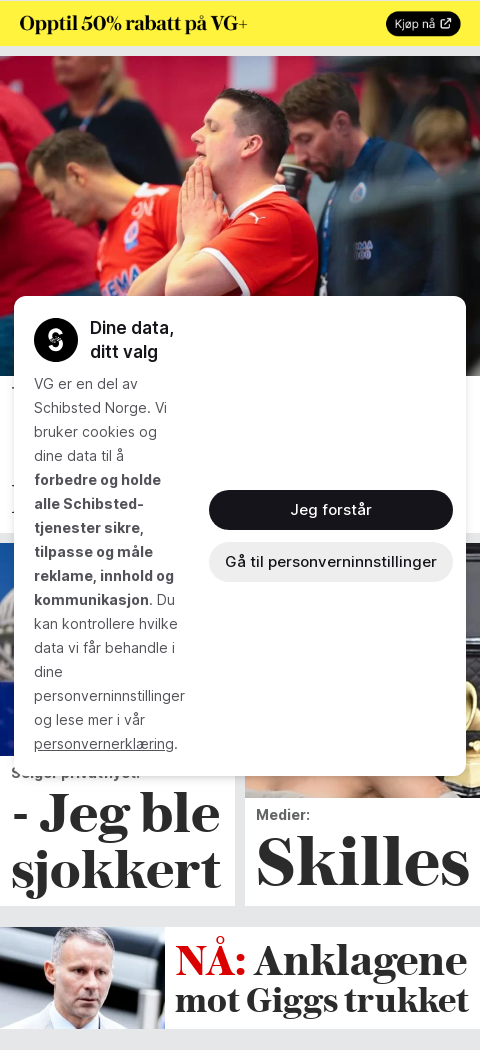 Opptil 50% rabatt på VG+
Kjøp nå
Dine data,
ditt valg
VG er en del av
Schibsted Norge. Vi
bruker cookies og
dine data til å
forbedre og holde
alle Schibsted-
tjenester sikre,
tilpasse og måle
reklame, innhold og
kommunikasjon. Du
kan kontrollere hvilke
data vi får behandle i
dine
personverninnstillinger
og lese mer i vår
personvernerklæring.
Jeg forstår
Gå til personverninnstillinger
- Jeg ble
sjokkert
Medier:
Skilles
NÅ: Anklagene
mot Giggs trukket